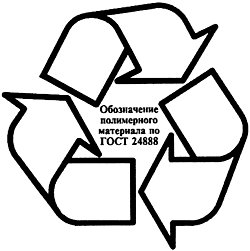 Обозначение
полимерного
материала по
ГОСТ 24888